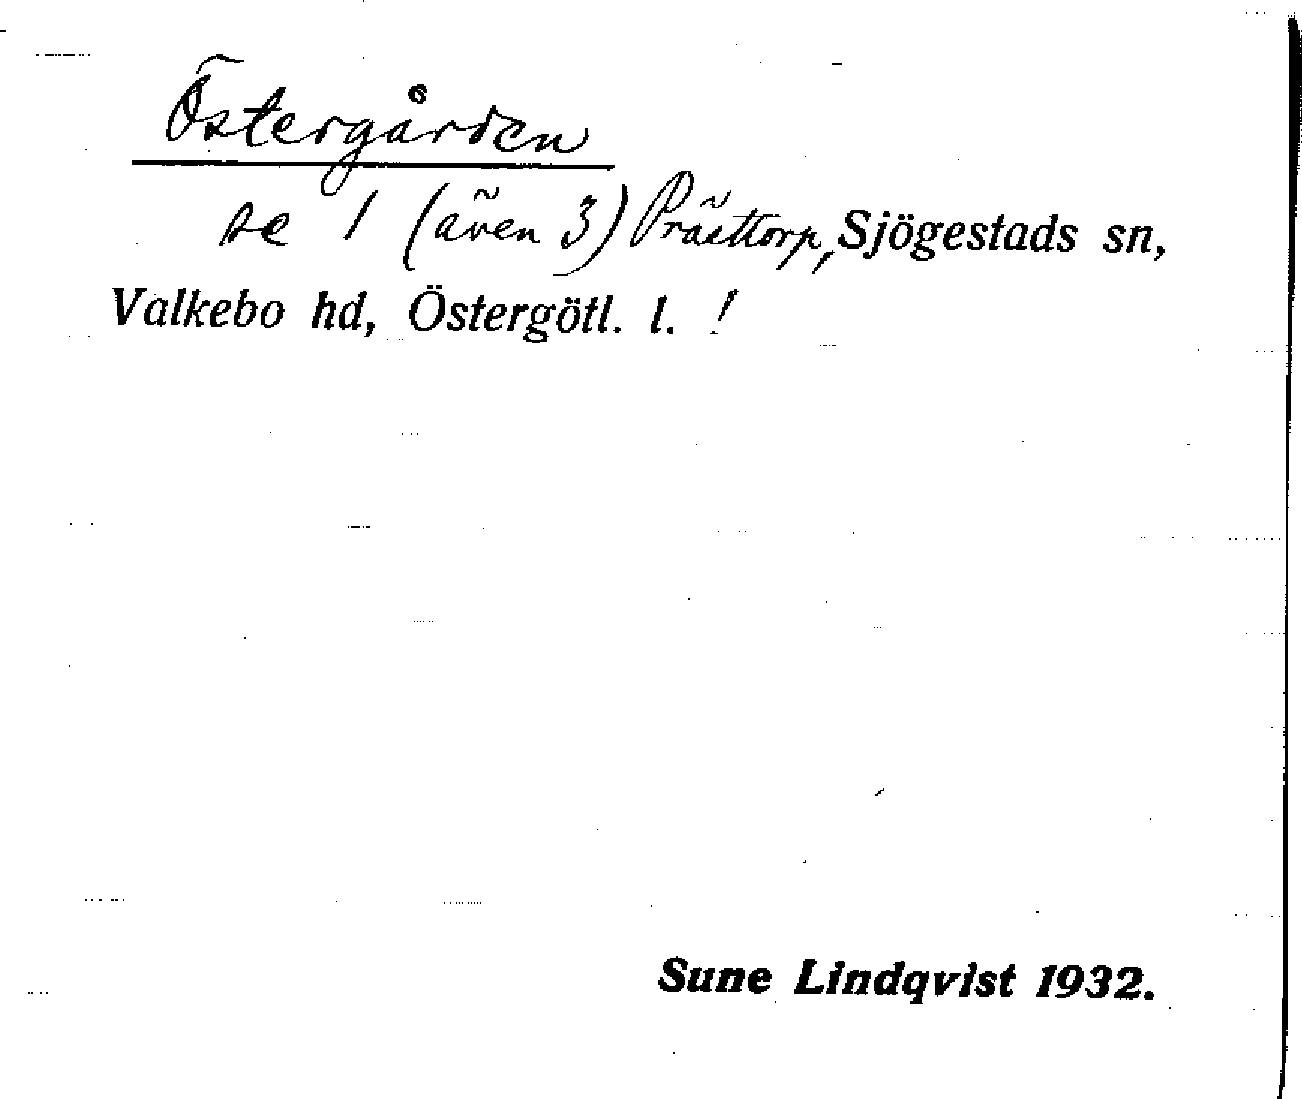 Östergården
se 1 (även 3) Prästtorp, Sjögestads sn,
Valkebo hd, Östergötl. l. !
Sune Lindqvist 1932.